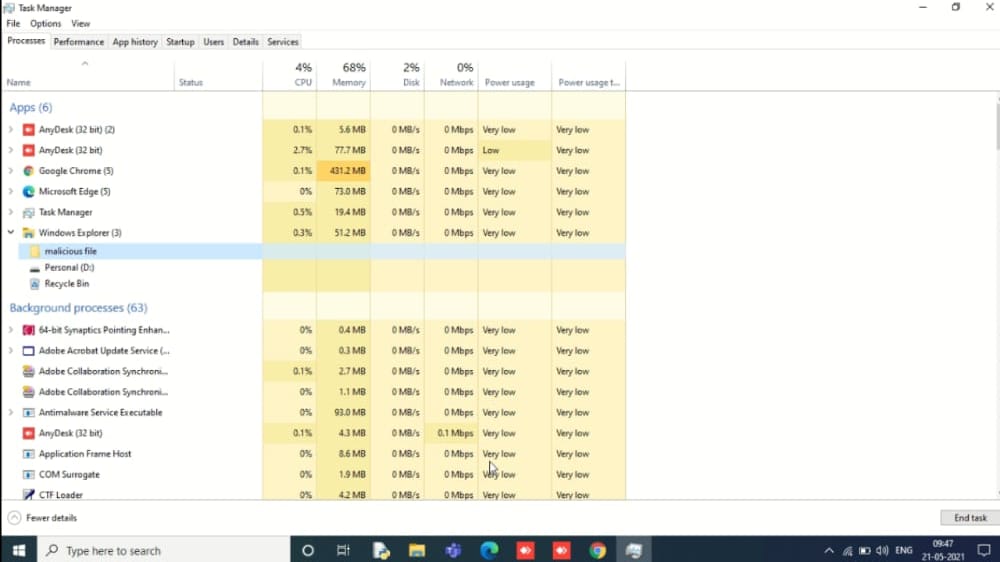 Task Manager
File Options View
Processes Performance App history Startup Users Details Services
4% 68% 2% 0%
Name Status CPU Memory Disk Network Power usage Power usage t...
Apps (6)
AnyDesk (32 bit) (2) 0.1% 5.6 MB 0 MB/s 0 Mbps Very low Very low
AnyDesk (32 bit) 2.7% 77.7 MB 0 MB/s 0 Mbps Low Very low
Google Chrome (5) 0.1% 431.2 MB 0 MB/s 0 Mbps Very low Very low
Microsoft Edge (5) 0% 73.0 MB 0 MB/s 0 Mbps Very low Very low
Task Manager 0.5% 19.4 MB 0 MB/s 0 Mbps Very low Very low
Windows Explorer (3) 0.3% 51.2 MB 0 MB/s 0 Mbps Very low Very low
malicious file
Personal (D:)
Recycle Bin
Background processes (63)
64-bit Synaptics Pointing Enhan... 0% 0.4 MB 0 MB/s 0 Mbps Very low Very low
Adobe Acrobat Update Service (... 0% 0.3 MB 0 MB/s 0 Mbps Very low Very low
Adobe Collaboration Synchroni... 0.1% 2.7 MB 0 MB/s 0 Mbps Very low Very low
Adobe Collaboration Synchroni... 0% 1.1 MB 0 MB/s 0 Mbps Very low Very low
Antimalware Service Executable 0% 93.0 MB 0 MB/s 0 Mbps Very low Very low
AnyDesk (32 bit) 0.1% 4.3 MB 0 MB/s 0.1 Mbps Very low Very low
Application Frame Host 0% 8.6 MB 0 MB/s 0 Mbps Very low Very low
COM Surrogate 0% 1.9 MB 0 MB/s 0 Mbps Very low Very low
CTF Loader 0% 4.2 MB 0 MB/s 0 Mbps Very low Very low
Fewer details End task
Type here to search ENG 09:47
21-05-2021